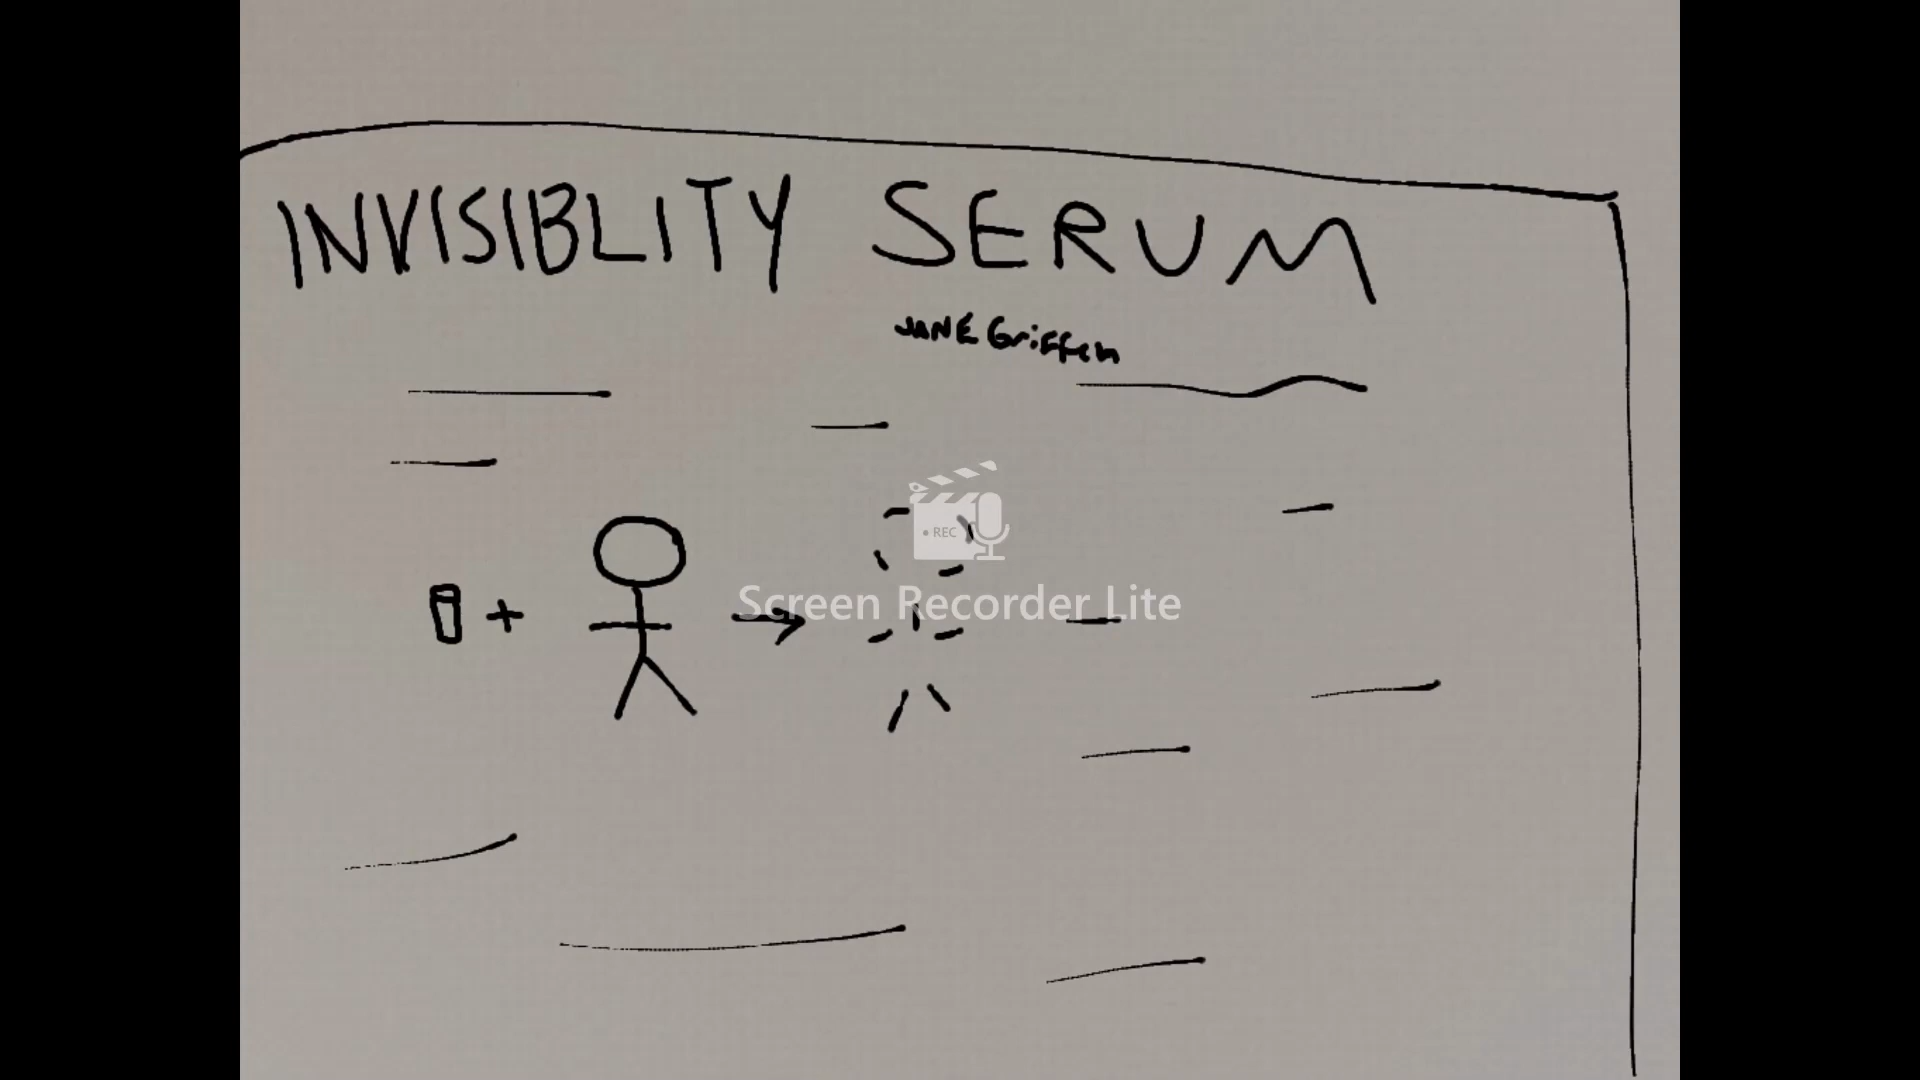 INVISIBLITY SERUM
JANE Griffen
+
REC
Screen Recorder Lite